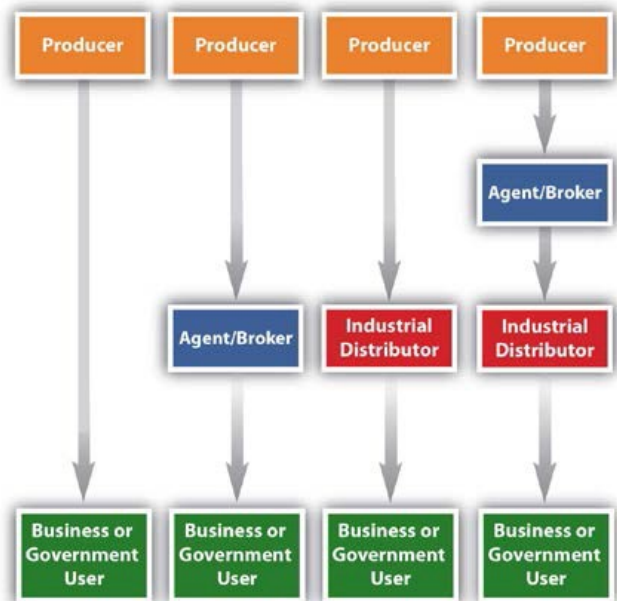 Producer
Producer
Producer
Producer
Agent/Broker
Agent/Broker
Industrial
Distributor
Industrial
Distributor
Business or
Government
User
Business or
Government
User
Business or
Government
User
Business or
Government
User